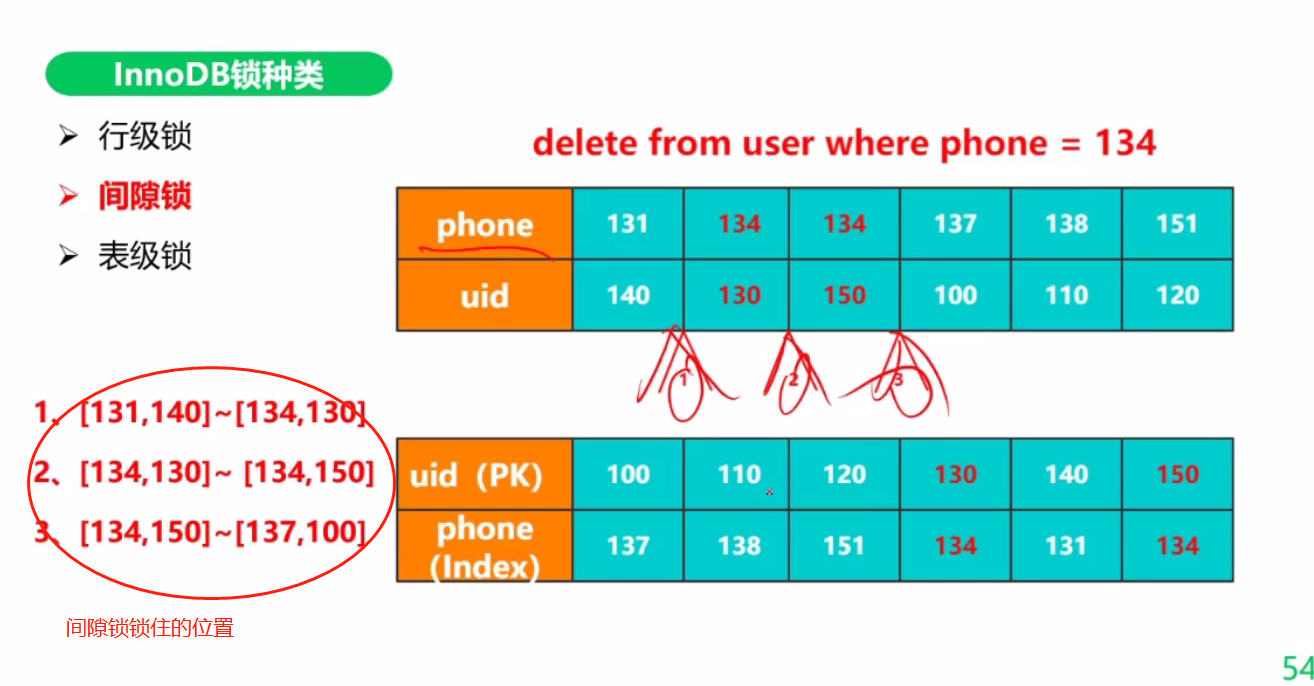 InnoDB锁种类
行级锁
间隙锁
表级锁
delete from user where phone = 134
phone 131 134 134 137 138 151
uid 140 130 150 100 110 120
1 2 3
1、[131,140]~[134,130]
2、[134,130]~ [134,150]
3、[134,150]~[137,100]
间隙锁锁住的位置
uid（PK） 100 110 120 130 140 150
phone
(Index) 137 138 151 134 131 134
54